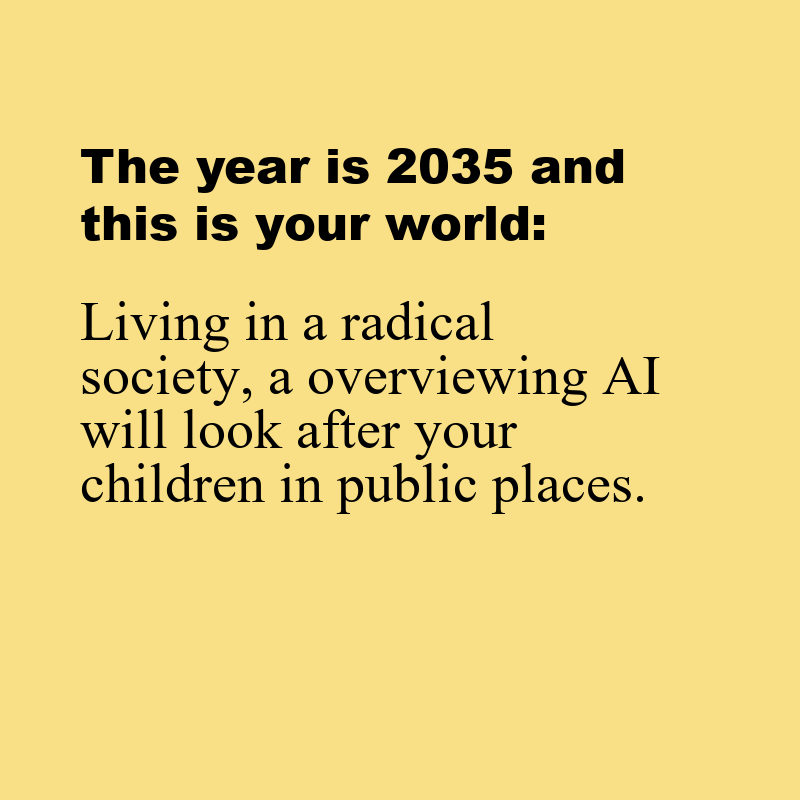 The year is 2035 and
this is your world:
Living in a radical
society, a overviewing AI
will look after your
children in public places.